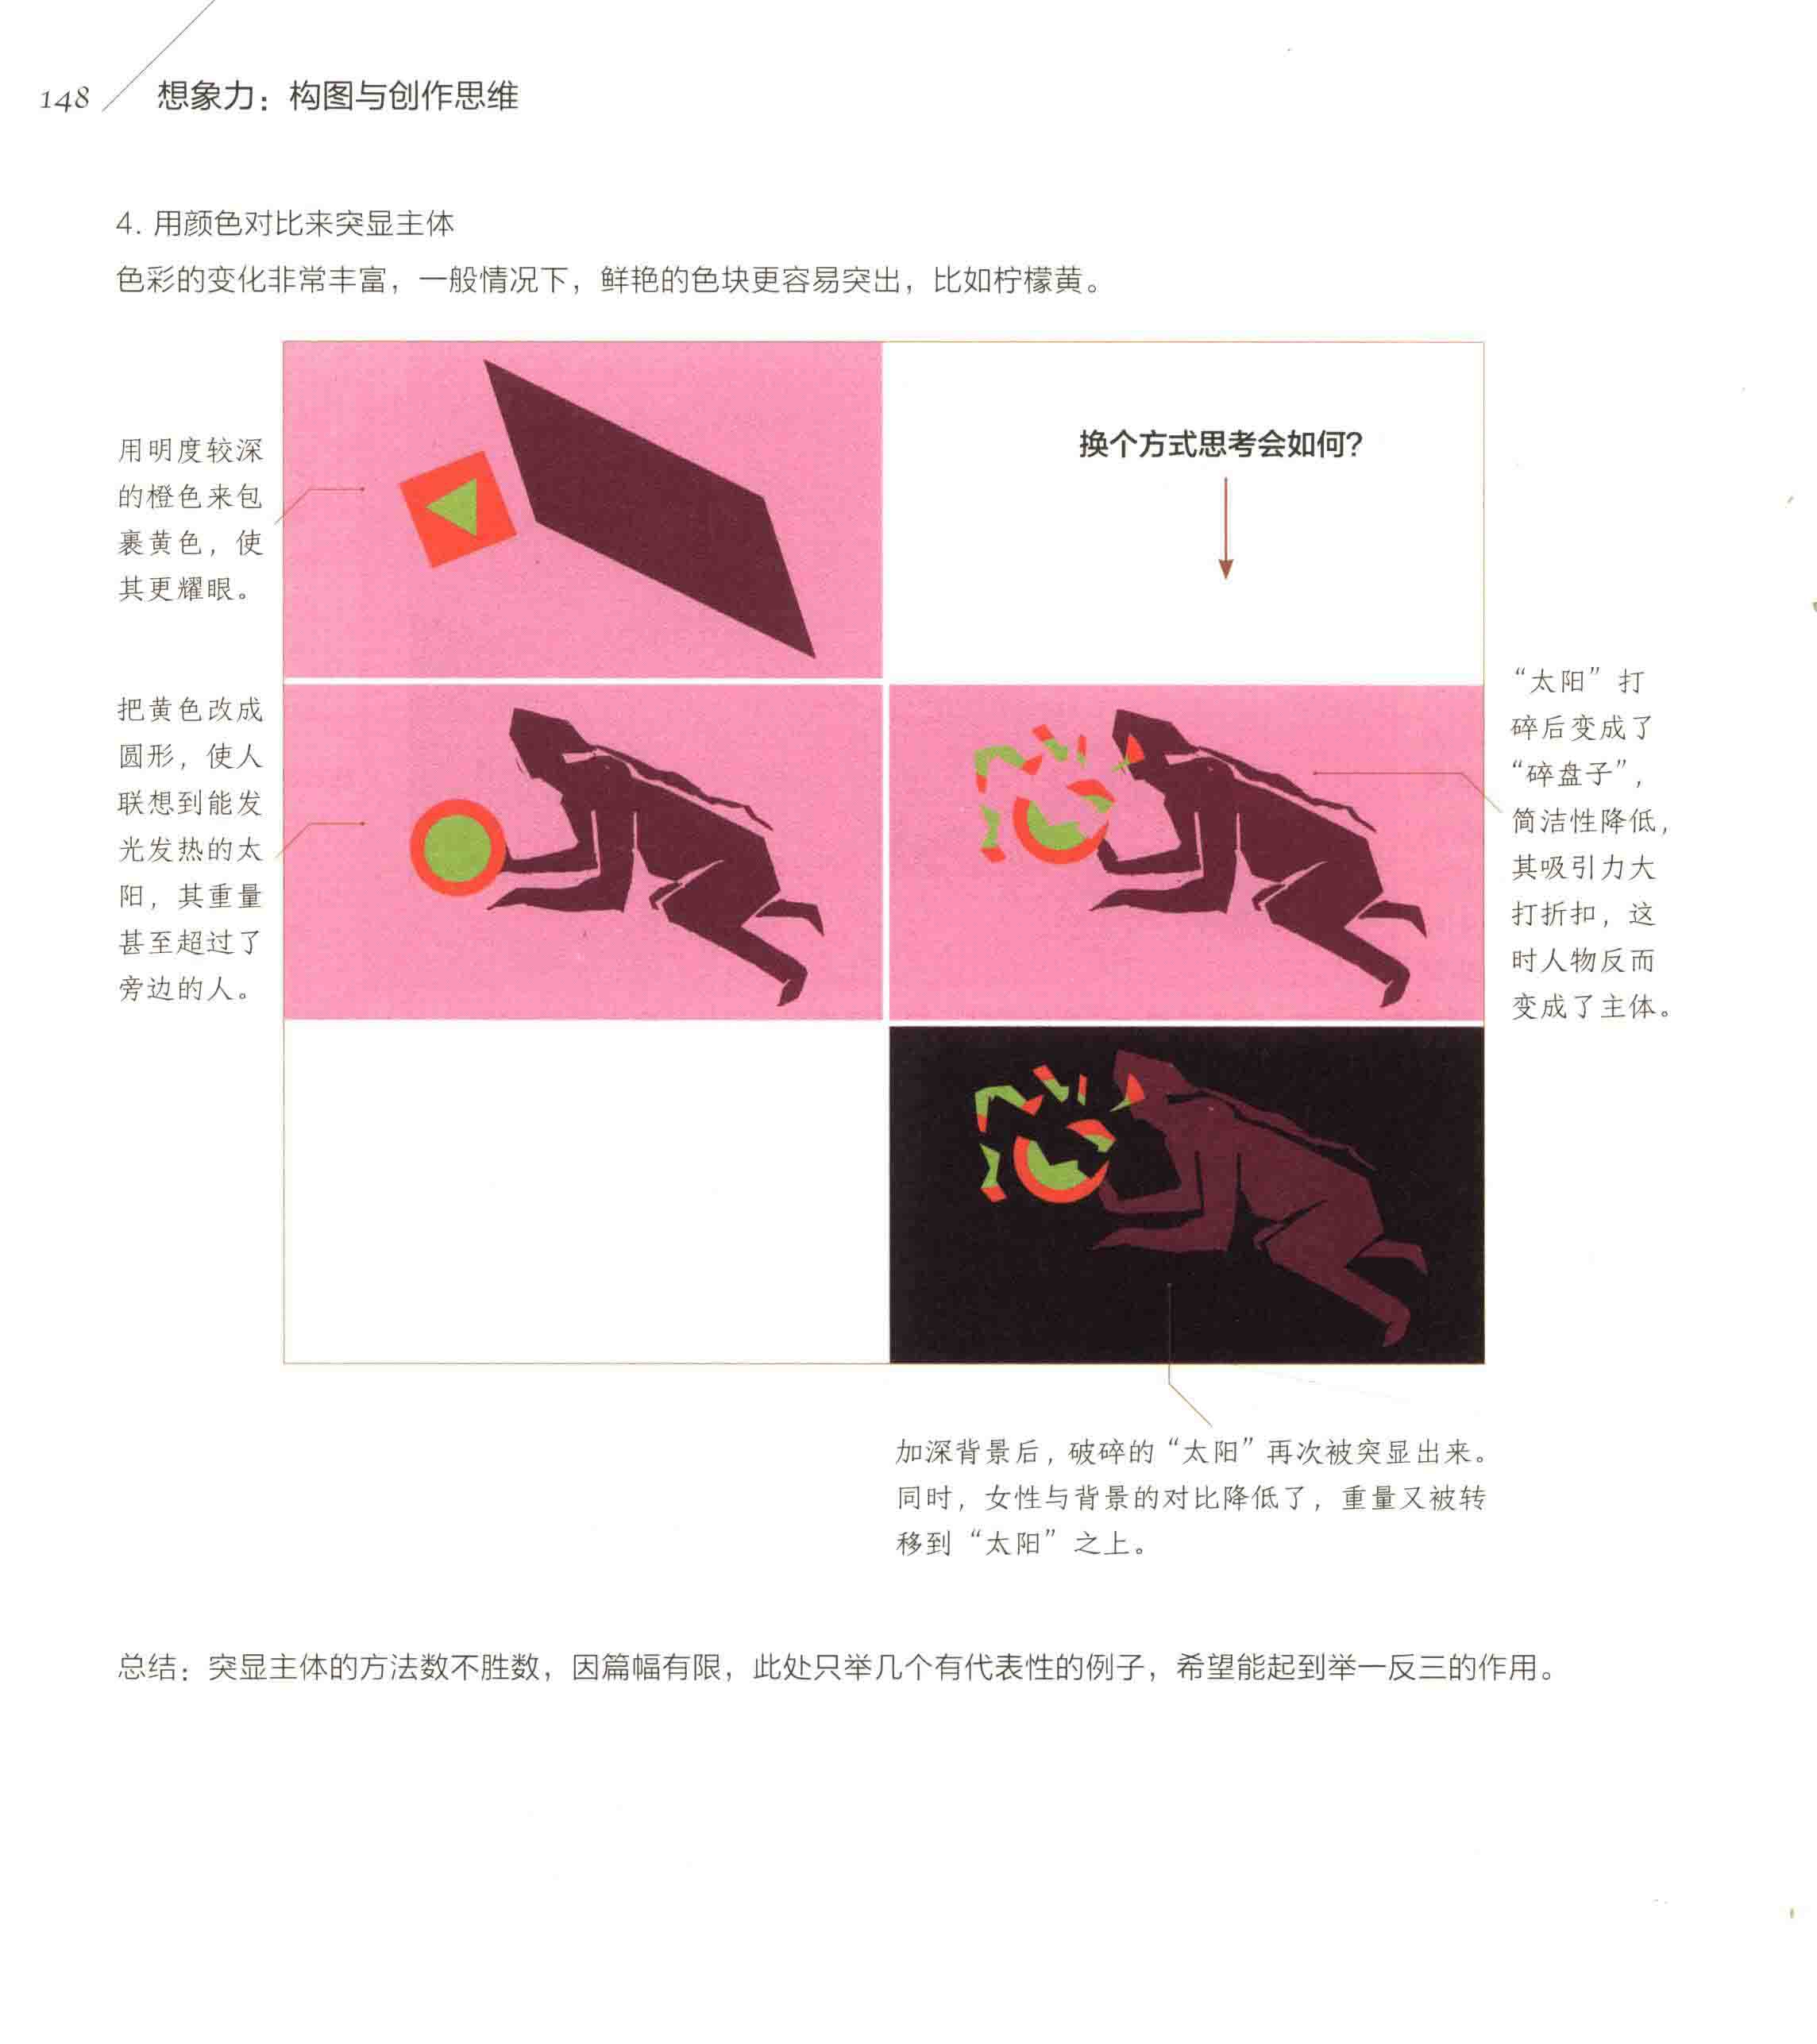 148
想象力：构图与创作思维
4. 用颜色对比来突显主体
色彩的变化非常丰富，一般情况下，鲜艳的色块更容易突出，比如柠檬黄。
用明度较深
的橙色来包
裹黄色，使
其更耀眼。
换个方式思考会如何？
把黄色改成
圆形，使人
联想到能发
光发热的太
阳，其重量
甚至超过了
旁边的人。
“太阳”打
碎后变成了
“碎盘子”，
简洁性降低，
其吸引力大
打折扣，这
时人物反而
变成了主体。
加深背景后，破碎的“太阳”再次被突显出来。
同时，女性与背景的对比降低了，重量又被转
移到“太阳”之上。
总结：突显主体的方法数不胜数，因篇幅有限，此处只举几个有代表性的例子，希望能起到举一反三的作用。